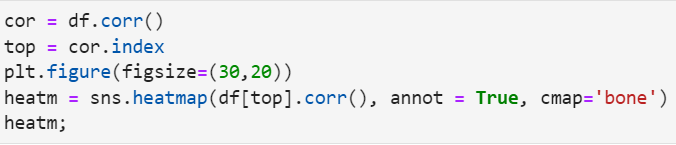 cor = df.corr()
top = cor.index
plt.figure(figsize=(30,20))
heatm = sns.heatmap(df[top].corr(), annot = True, cmap='bone')
heatm;